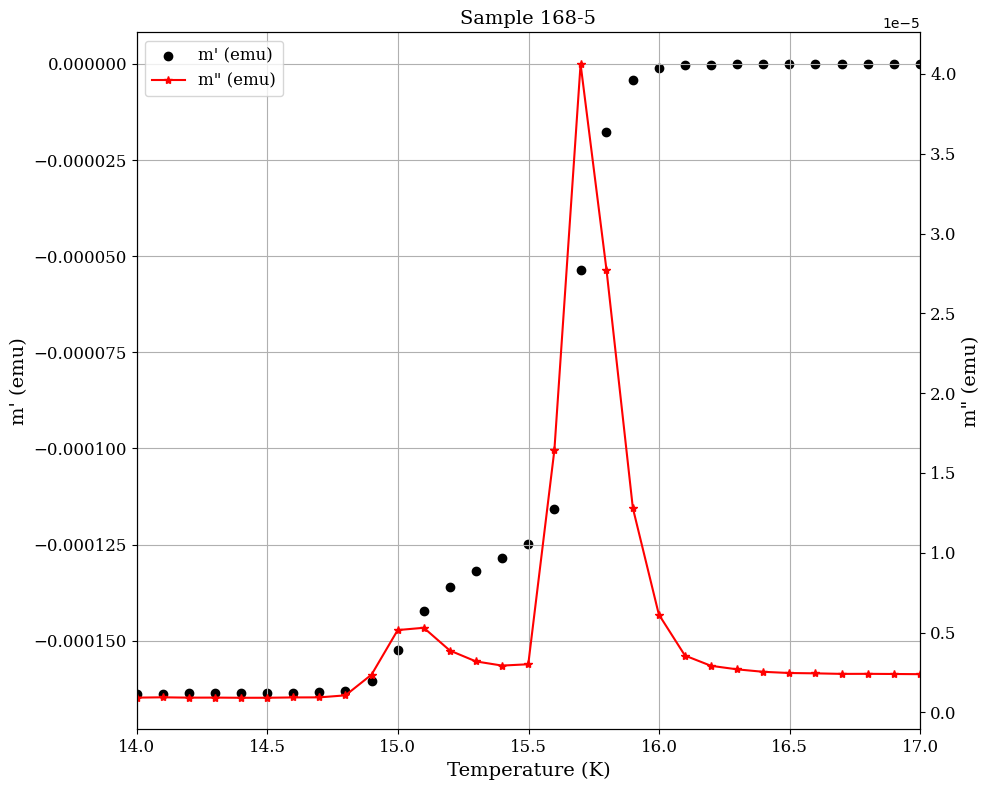 Sample 168-5
1e−5
m' (emu)
m" (emu)
0.000000
−0.000025
−0.000050
−0.000075
−0.000100
−0.000125
−0.000150
m' (emu)
4.0
3.5
3.0
2.5
2.0
1.5
1.0
0.5
0.0
m" (emu)
14.0 14.5 15.0 15.5 16.0 16.5 17.0
Temperature (K)